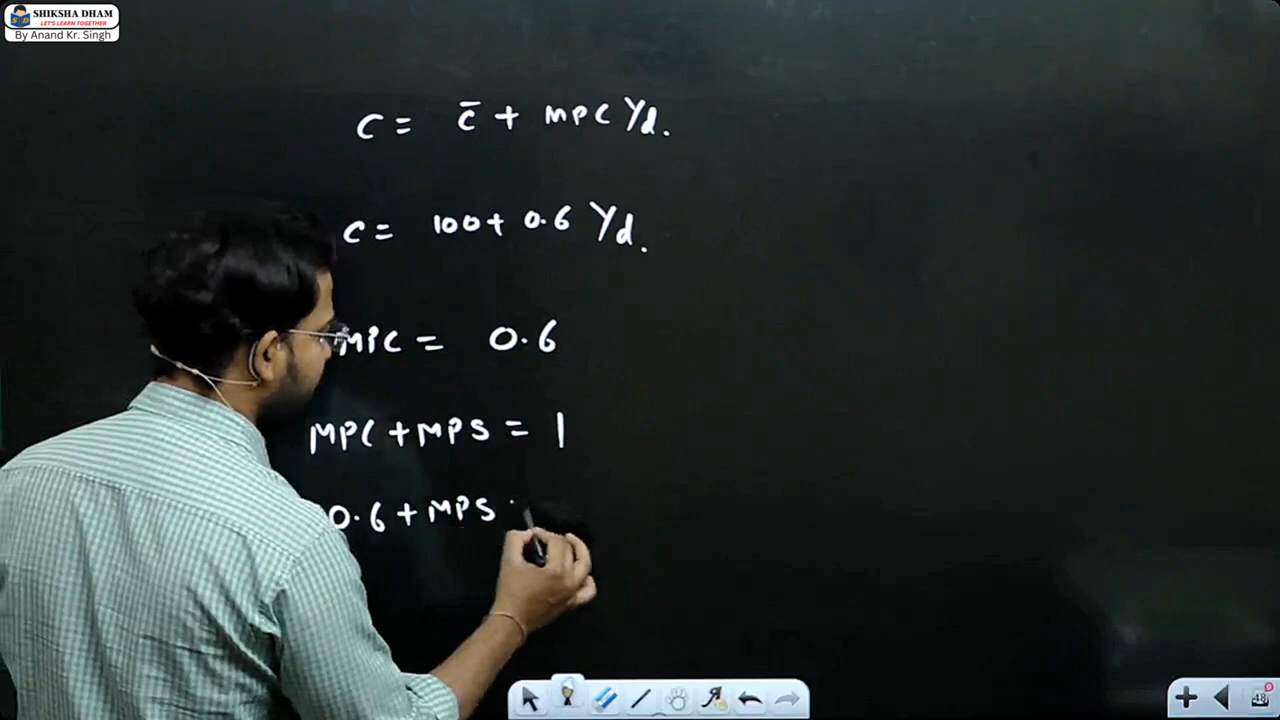 SHIKSHA DHAM
LET'S LEARN TOGETHER
By Anand Kr. Singh
C = c̄ + MPC Yd.
C = 100 + 0.6 Yd.
MPC = 0.6
MPC + MPS = 1
0.6 + MPS
48